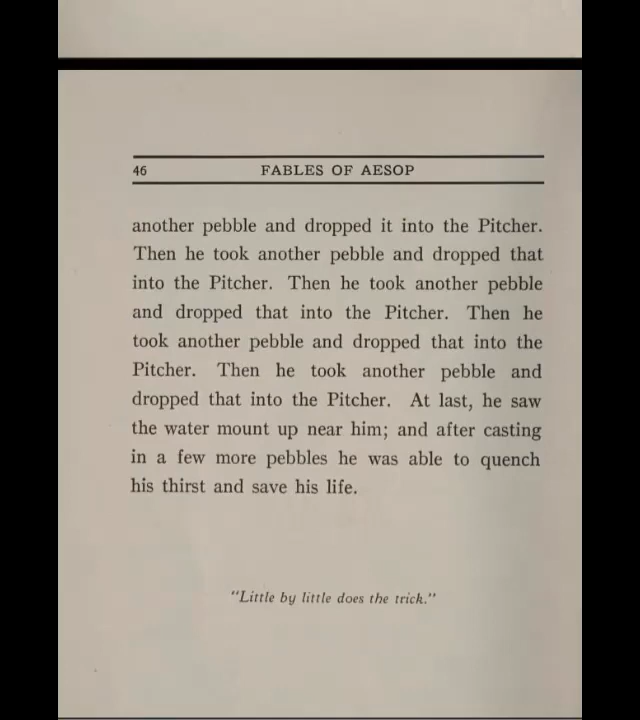 46 FABLES OF AESOP
another pebble and dropped it into the Pitcher.
Then he took another pebble and dropped that
into the Pitcher. Then he took another pebble
and dropped that into the Pitcher. Then he
took another pebble and dropped that into the
Pitcher. Then he took another pebble and
dropped that into the Pitcher. At last, he saw
the water mount up near him; and after casting
in a few more pebbles he was able to quench
his thirst and save his life.
"Little by little does the trick."